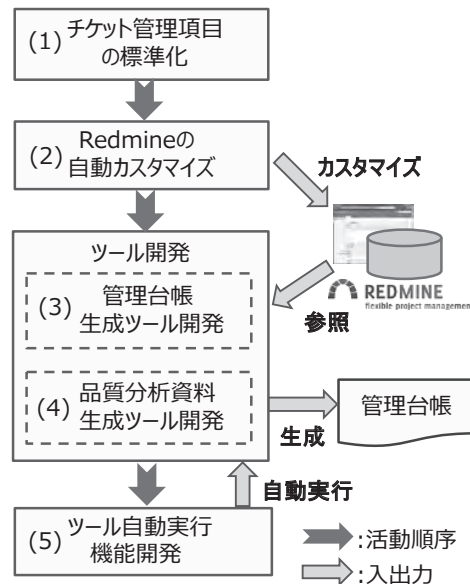 (1) チケット管理項目
の標準化
(2) Redmineの
自動カスタマイズ
カスタマイズ
ツール開発
(3) 管理台帳
生成ツール開発
REDMINE
flexible project management
参照
(4) 品質分析資料
生成ツール開発
管理台帳
生成
自動実行
(5) ツール自動実行
機能開発
:活動順序
:入出力